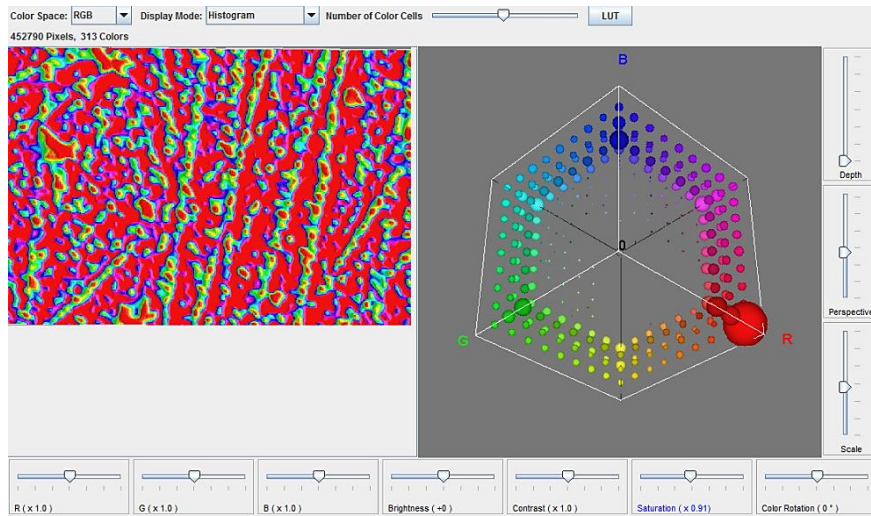 Color Space: RGB Display Mode: Histogram Number of Color Cells LUT
452790 Pixels, 313 Colors
B
0
G
R
Depth
Perspective
Scale
R ( x 1.0 ) G ( x 1.0 ) B ( x 1.0 ) Brightness ( +0 ) Contrast ( x 1.0 ) Saturation ( x 0.91 ) Color Rotation ( 0 ° )